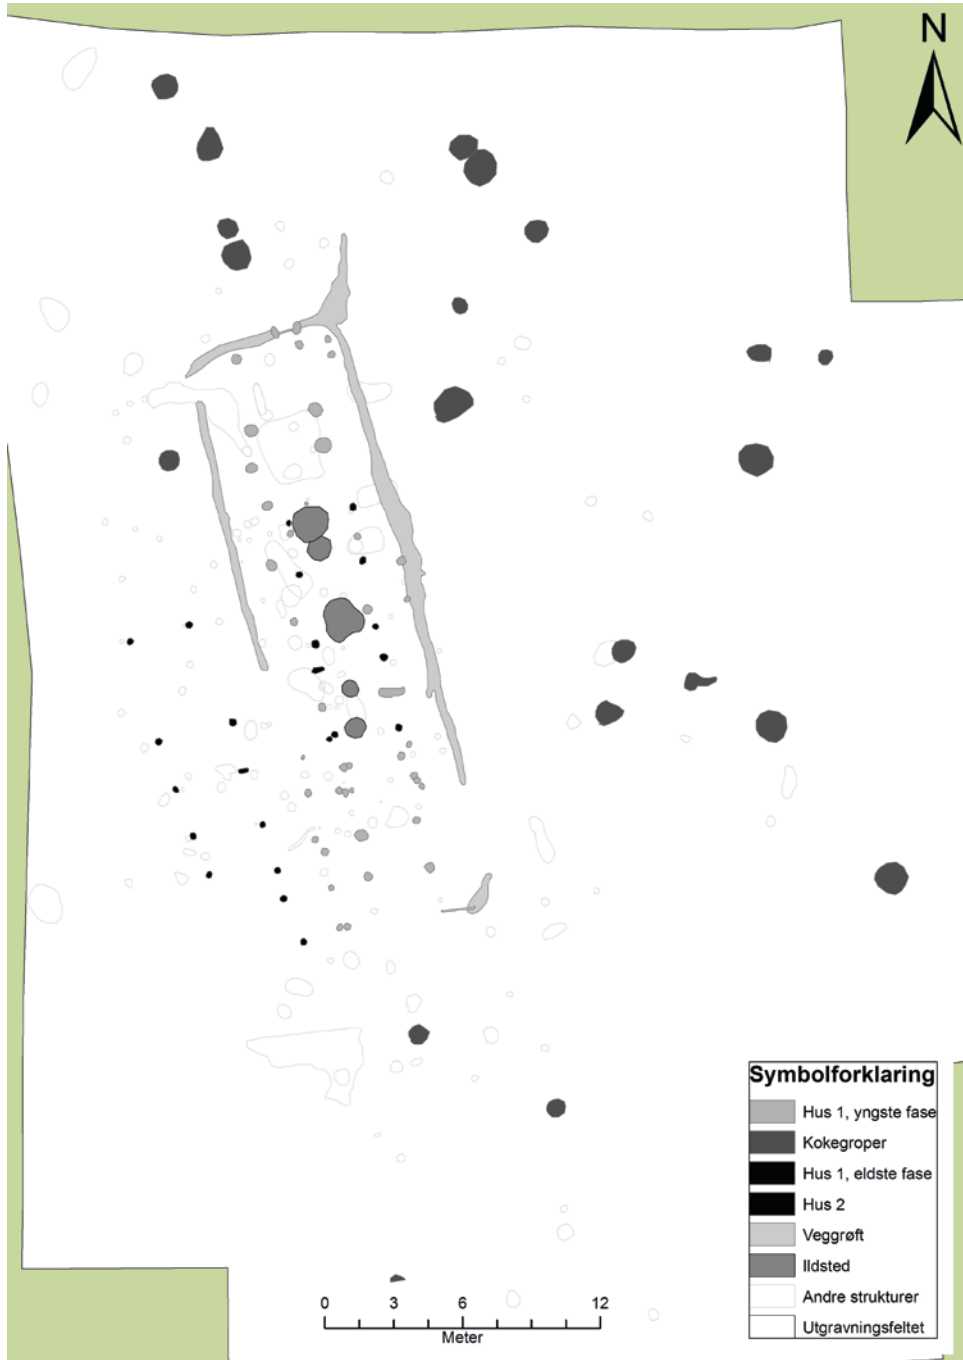 N
Symbolforklaring
Hus 1, yngste fase
Kokegroper
Hus 1, eldste fase
Hus 2
Veggrøft
Ildsted
Andre strukturer
Utgravningsfeltet
0 3 6 12
Meter